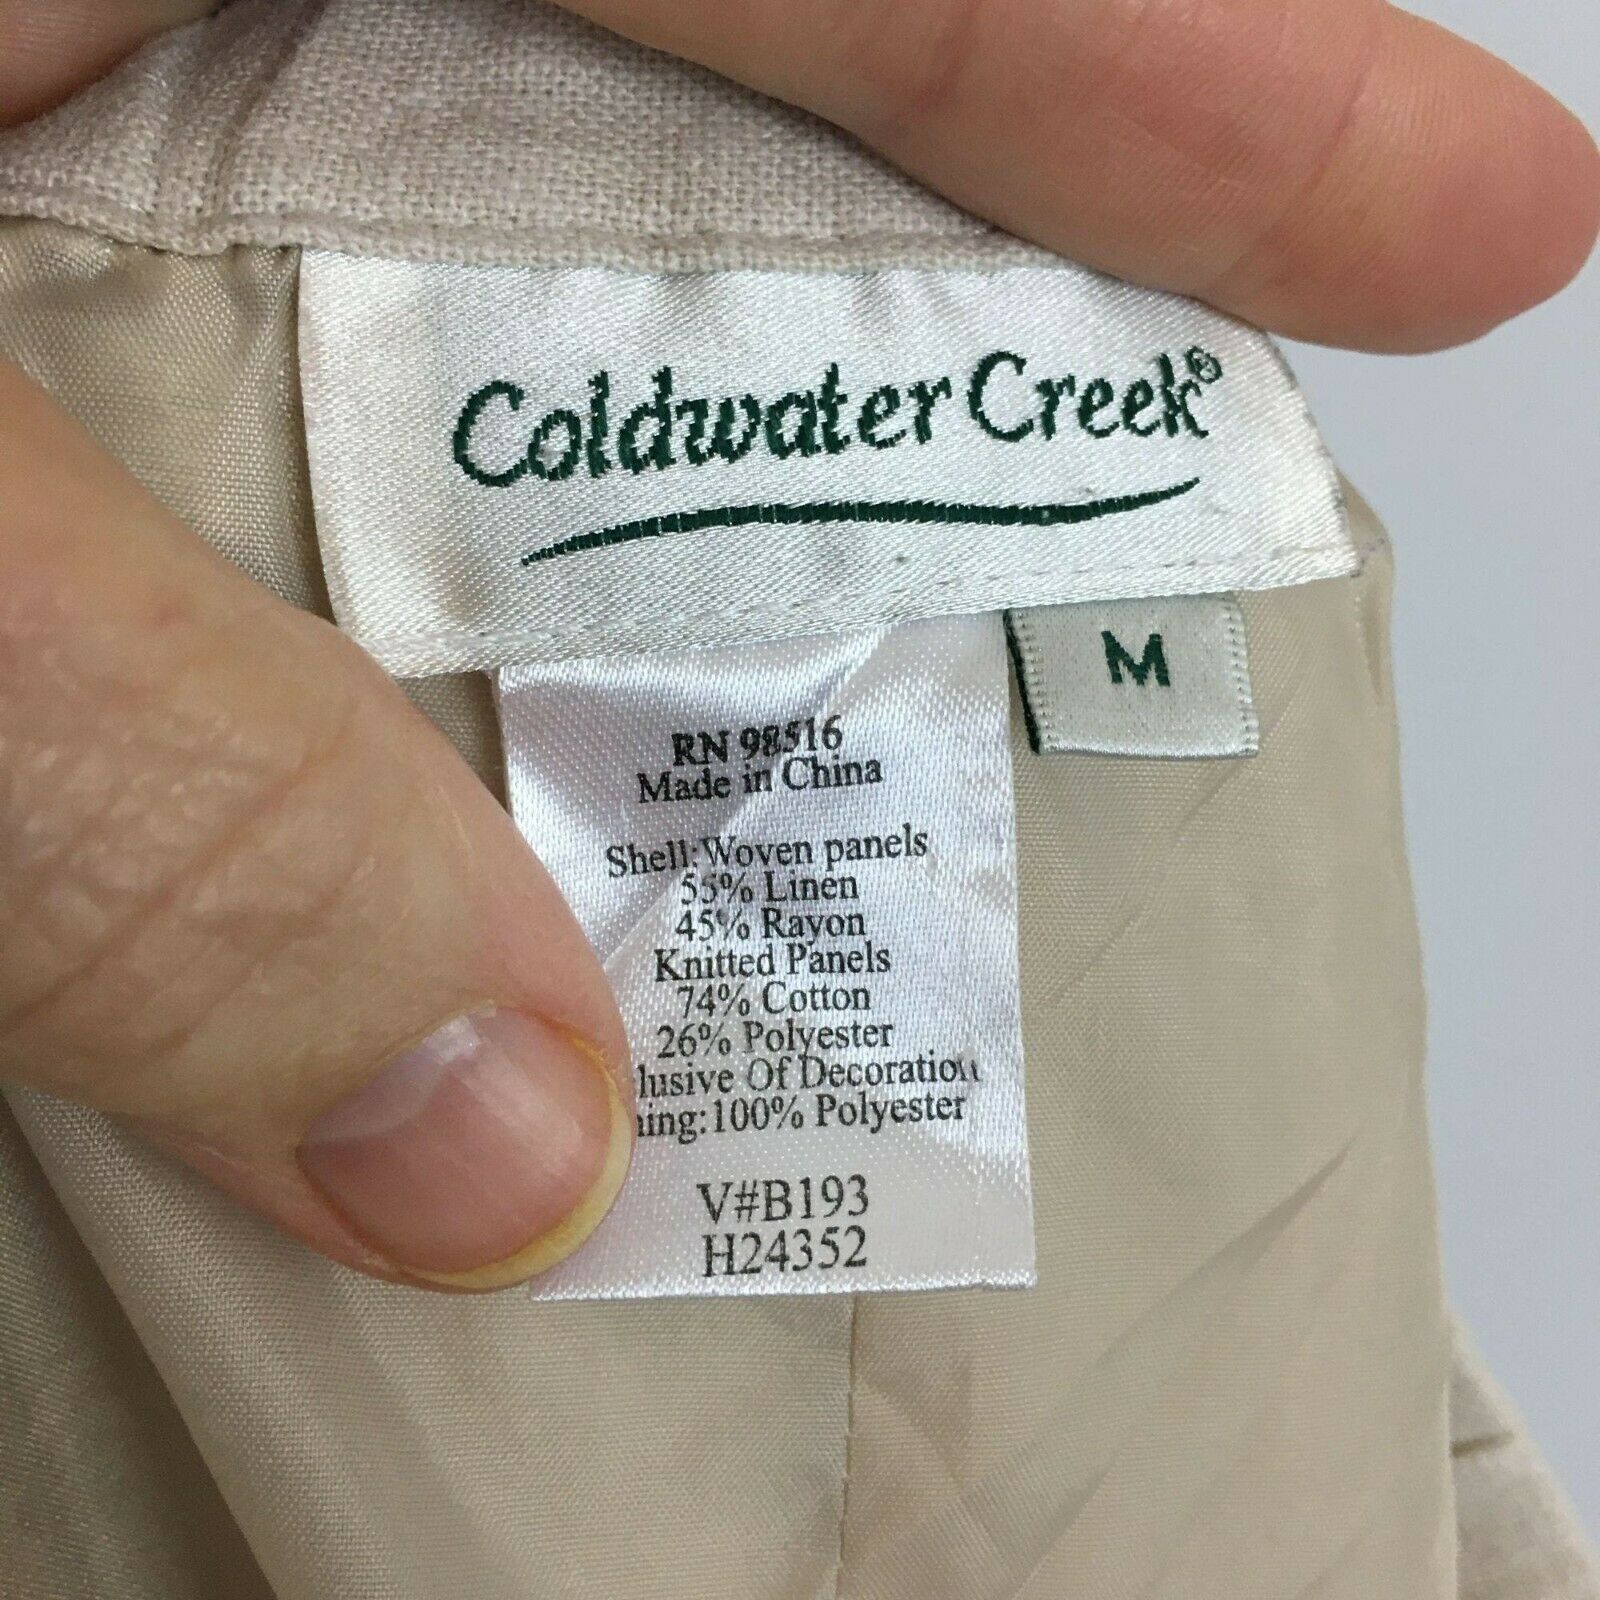 Coldwater Creek®
M
RN 98516
Made in China
Shell:Woven panels
55% Linen
45% Rayon
Knitted Panels
74% Cotton
26% Polyester
Of Decoration
100% Polyester
V#B193
H24352